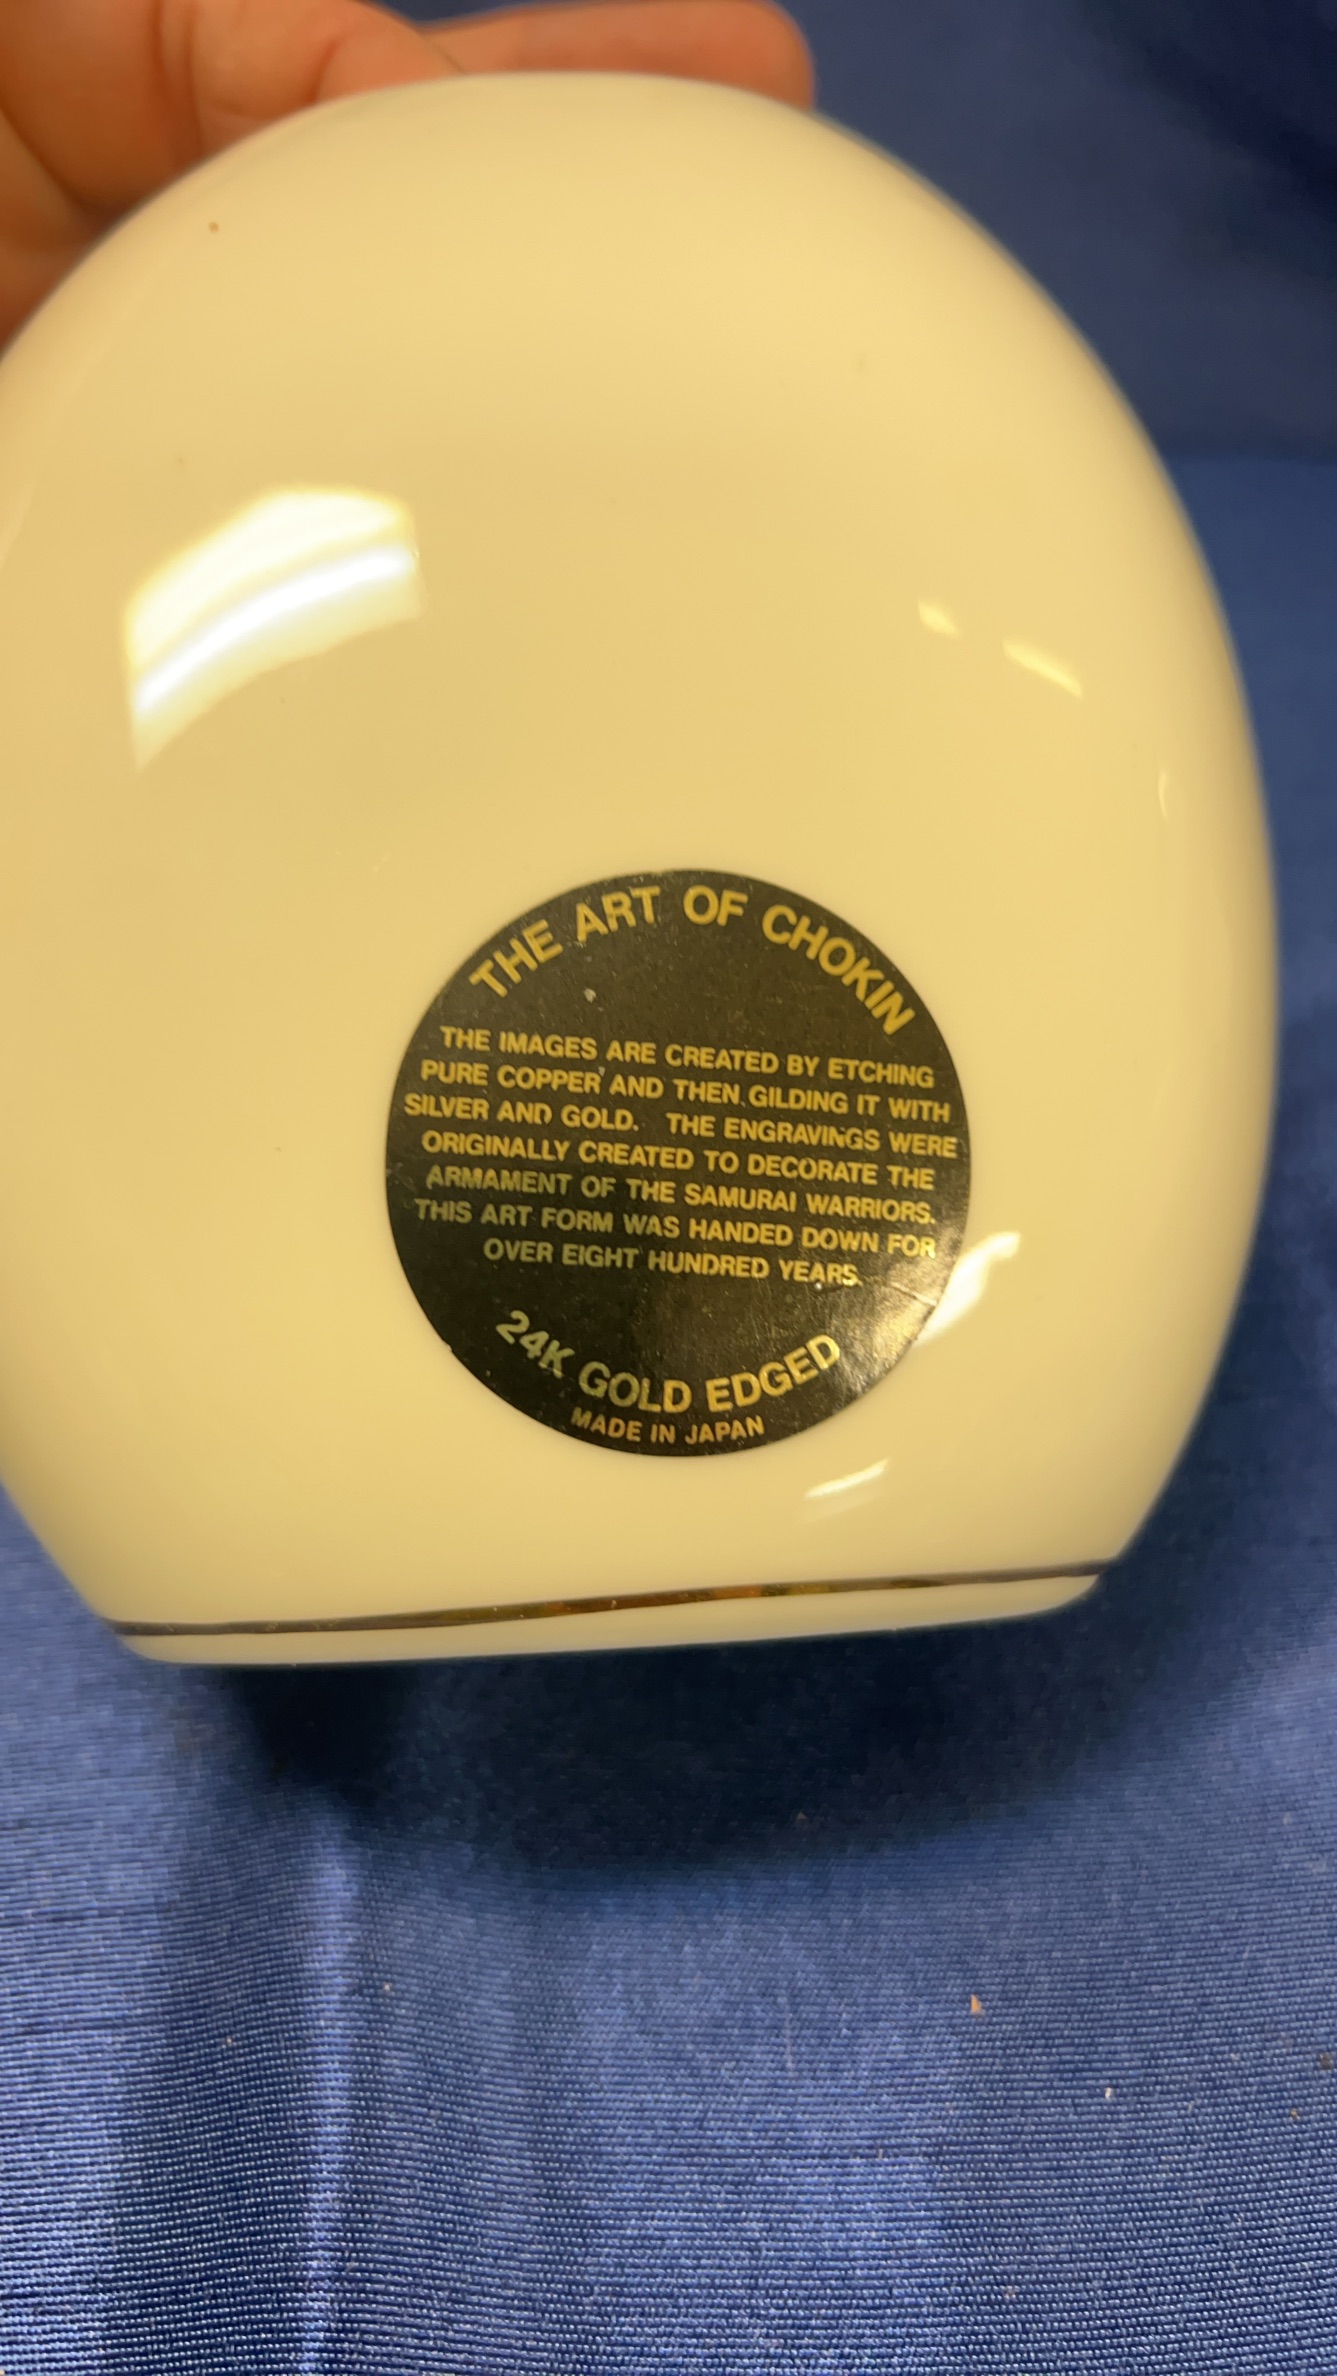 THE ART OF CHOKIN
THE IMAGES ARE CREATED BY ETCHING
PURE COPPER AND THEN GILDING IT WITH
SILVER AND GOLD. THE ENGRAVINGS WERE
ORIGINALLY CREATED TO DECORATE THE
ARMAMENT OF THE SAMURAI WARRIORS.
THIS ART FORM WAS HANDED DOWN FOR
OVER EIGHT HUNDRED YEARS.
24K GOLD EDGED
MADE IN JAPAN